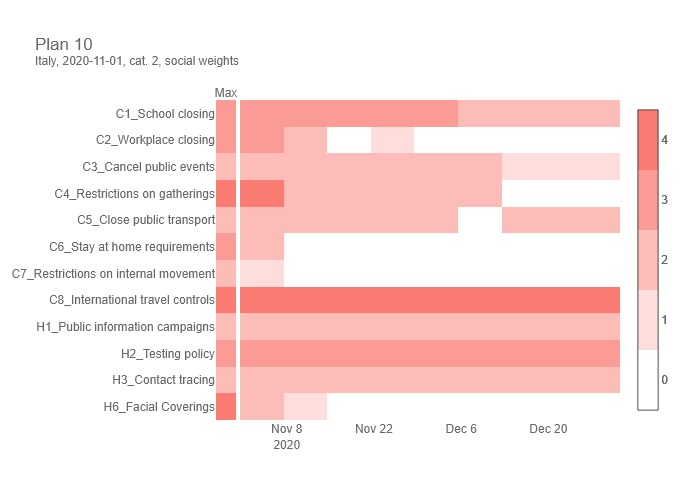 Plan 10
Italy, 2020-11-01, cat. 2, social weights
Max
C1_School closing
C2_Workplace closing
C3_Cancel public events
C4_Restrictions on gatherings
C5_Close public transport
C6_Stay at home requirements
C7_Restrictions on internal movement
C8_International travel controls
H1_Public information campaigns
H2_Testing policy
H3_Contact tracing
H6_Facial Coverings
Nov 8 Nov 22 Dec 6 Dec 20
2020
4
3
2
1
0